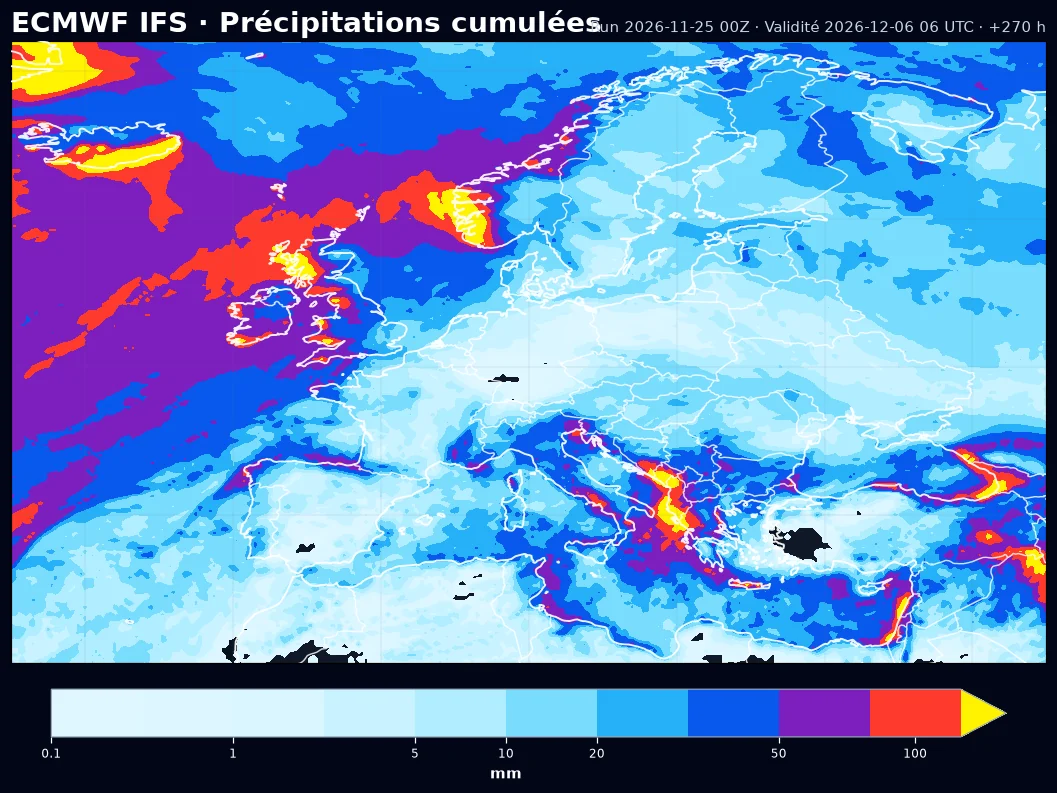 ECMWF IFS · Précipitations cumulées
Run 2026-11-25 00Z · Validité 2026-12-06 06 UTC · +270 h
0.1 1 5 10 20 50 100
mm